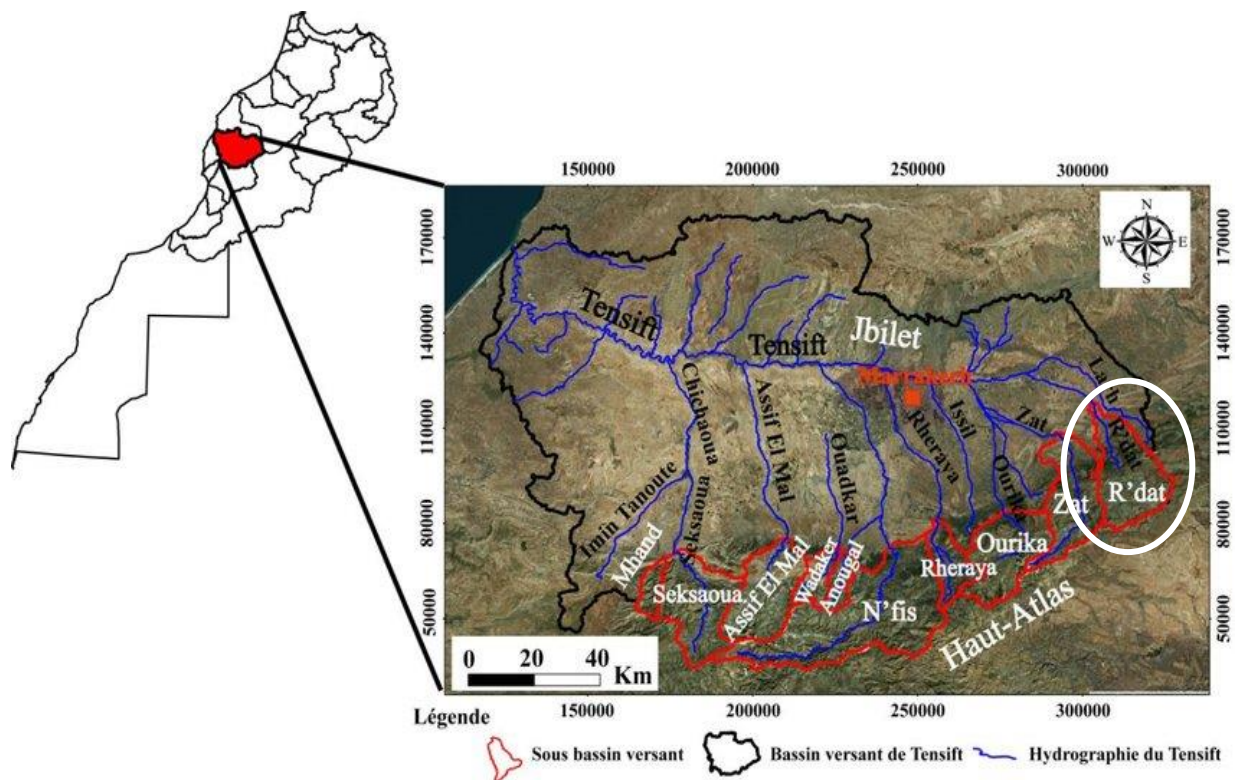 150000 200000 250000 300000
N
W E
S
170000
170000
Tensift
Jbilet
140000
140000
Tensift
Marrakech
Chichaoua
Assif El Mal
Ouadkar
Rheraya
Issil
Ourika
Zat
Larh
R'dat
110000
110000
Imin Tanoute
Seksaoua
Zat
R'dat
80000
80000
Mband
Seksaoua
Assif El Mal
Wadaker
Anougal
N'fis
Rheraya
Ourika
Haut-Atlas
50000
50000
0 20 40
Km
150000 200000 250000 300000
Légende
Sous bassin versant Bassin versant de Tensift Hydrographie du Tensift